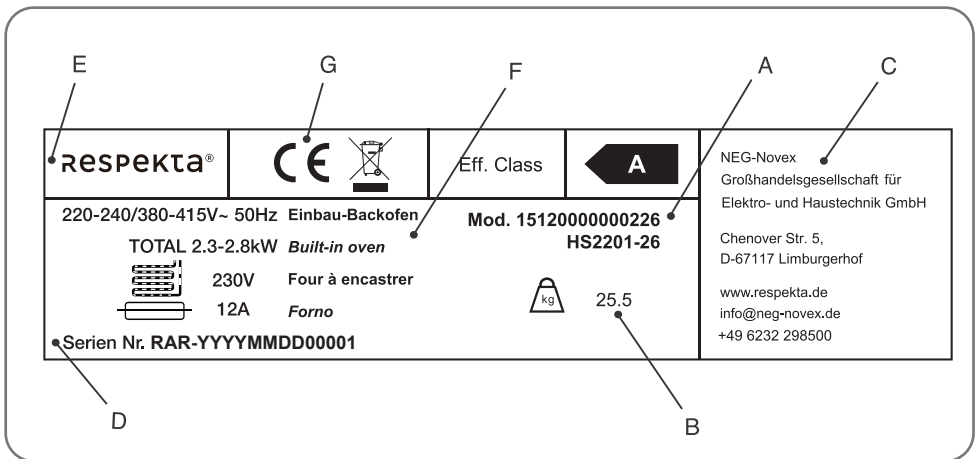 E
G
F
A
C
Respekta®
CE
Eff. Class
A
220-240/380-415V~ 50Hz Einbau-Backofen
TOTAL 2.3-2.8kW Built-in oven
230V Four à encastrer
12A Forno
Serien Nr. RAR-YYYYMMDD00001
Mod. 15120000000226
HS2201-26
kg 25.5
NEG-Novex
Großhandelsgesellschaft für
Elektro- und Haustechnik GmbH
Chenover Str. 5,
D-67117 Limburgerhof
www.respekta.de
info@neg-novex.de
+49 6232 298500
D
B